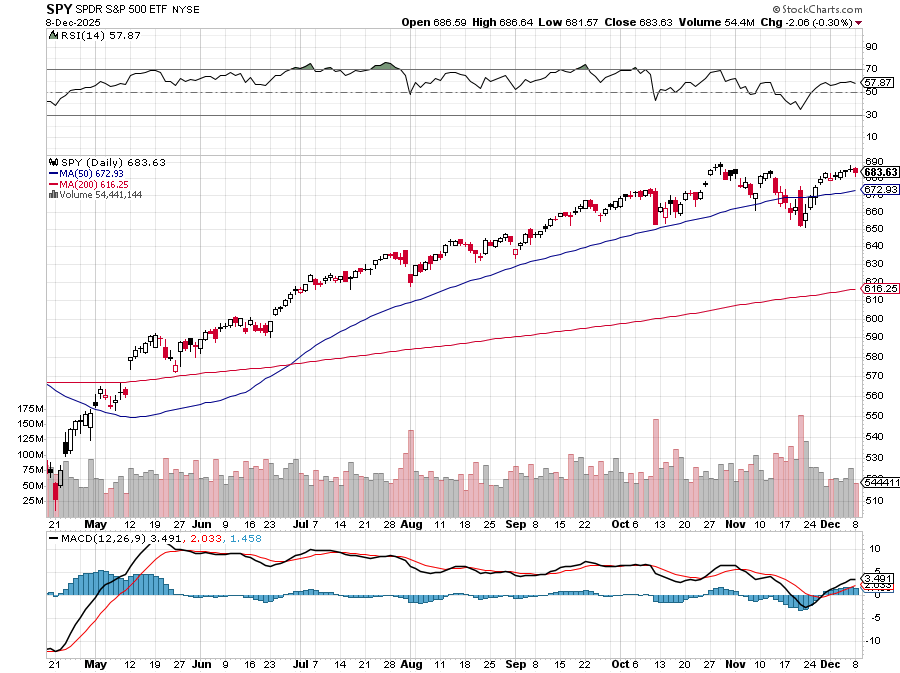 SPY SPDR S&P 500 ETF NYSE © StockCharts.com
8-Dec-2025 Open 686.59 High 686.64 Low 681.57 Close 683.63 Volume 54.4M Chg -2.06 (-0.30%)
RSI(14) 57.87
90
70
57.87
50
30
10
SPY (Daily) 683.63
MA(50) 672.93
MA(200) 616.25
Volume 54,441,144
690
683.63
672.93
660
650
640
630
620
616.25
610
600
590
580
570
560
550
540
530
510
175M
150M
125M
100M
75M
50M
25M
54441144
21 May 12 19 27 Jun 9 16 23 Jul 7 14 21 28 Aug 11 18 25 Sep 8 15 22 Oct 6 13 20 27 Nov 10 17 24 Dec 8
MACD(12,26,9) 3.491, 2.033, 1.458
10
5
3.491
2.033
0
-5
-10
21 May 12 19 27 Jun 9 16 23 Jul 7 14 21 28 Aug 11 18 25 Sep 8 15 22 Oct 6 13 20 27 Nov 10 17 24 Dec 8